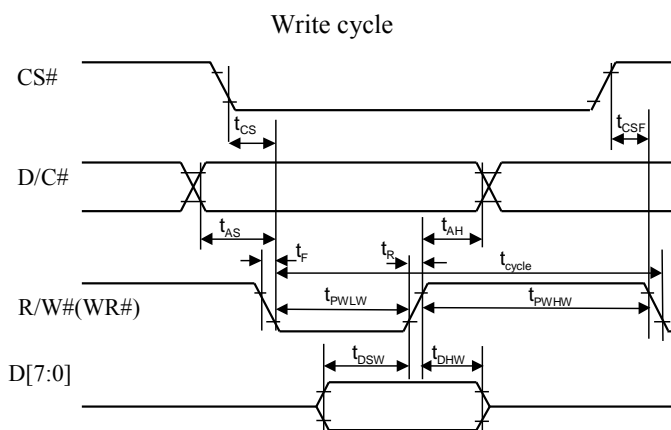 Write cycle
CS#
tCS
tCSF
D/C#
tAS
tAH
tF
tR
tcycle
R/W#(WR#)
tPWLW
tPWHW
tDSW
tDHW
D[7:0]